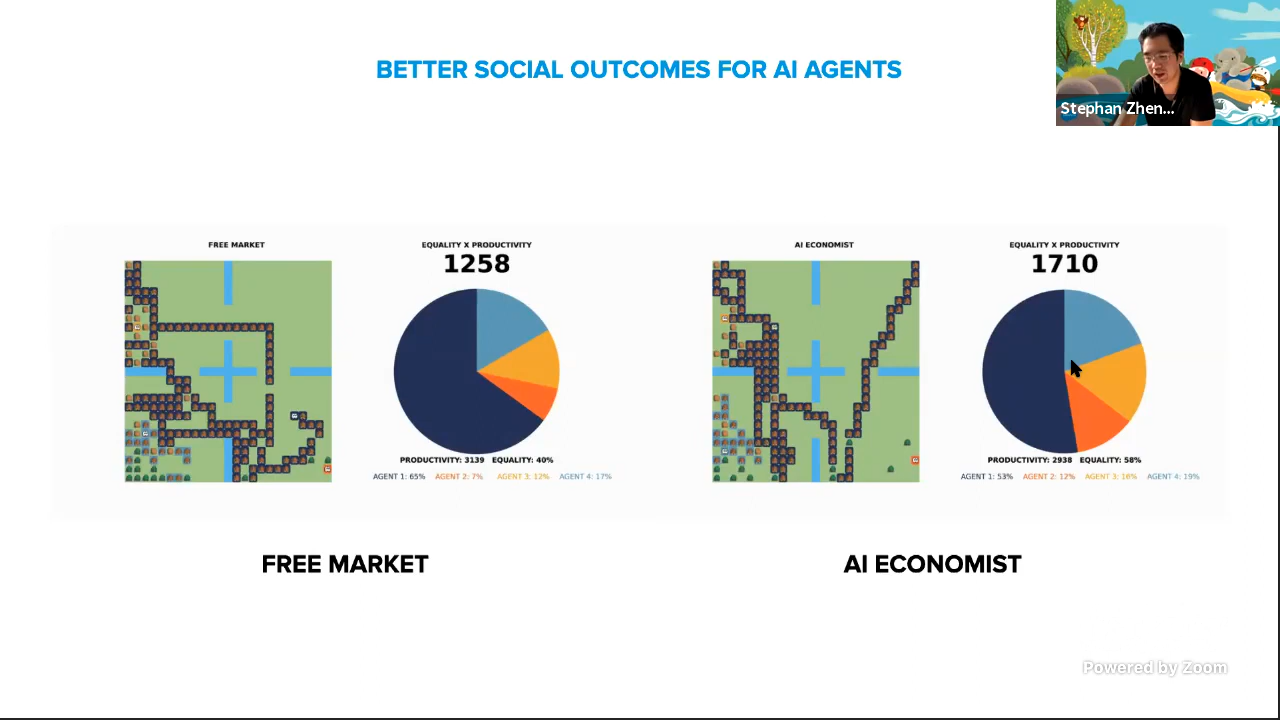 BETTER SOCIAL OUTCOMES FOR AI AGENTS
Stephan Zhen...
FREE MARKET
EQUALITY X PRODUCTIVITY
1258
PRODUCTIVITY: 3139 EQUALITY: 40%
AGENT 1: 65% AGENT 2: 7% AGENT 3: 12% AGENT 4: 17%
AI ECONOMIST
EQUALITY X PRODUCTIVITY
1710
PRODUCTIVITY: 2938 EQUALITY: 58%
AGENT 1: 53% AGENT 2: 12% AGENT 3: 16% AGENT 4: 19%
FREE MARKET
AI ECONOMIST
Powered by Zoom